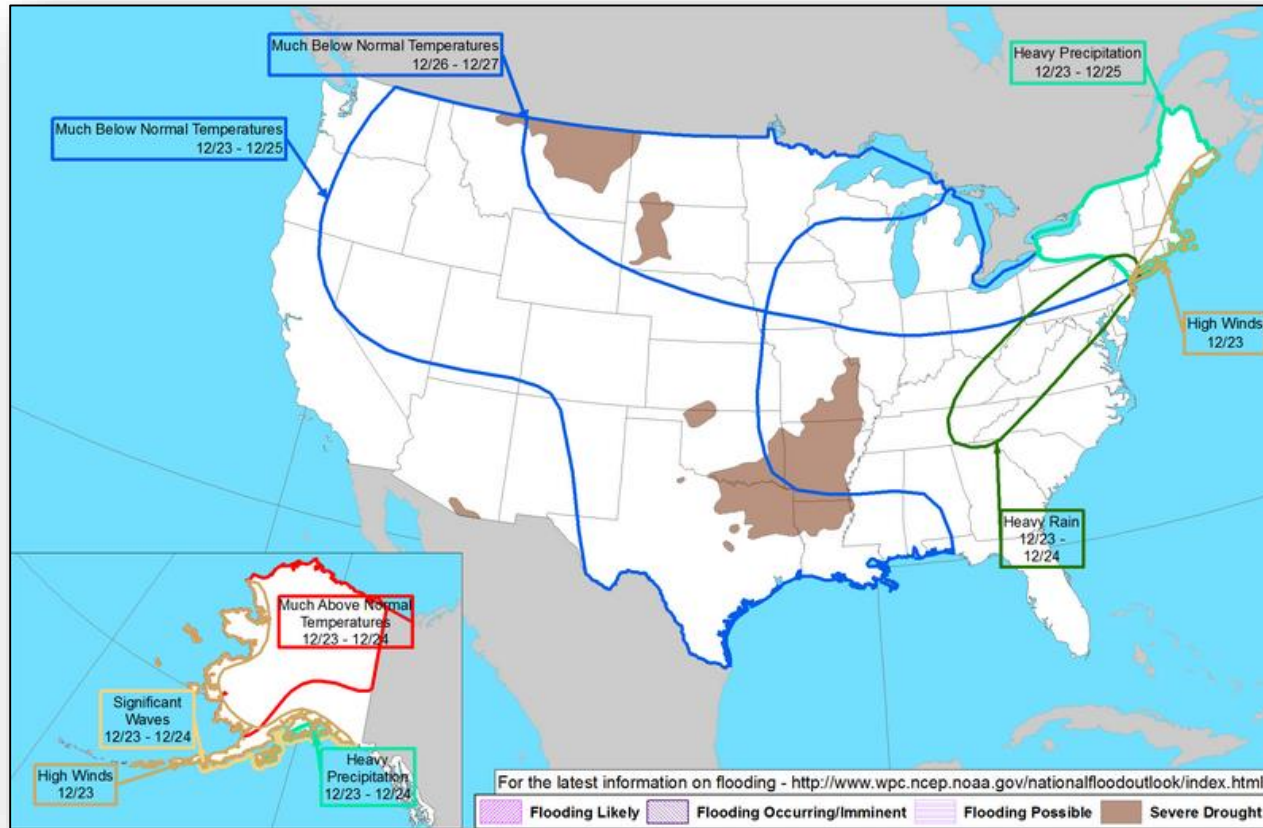 Much Below Normal Temperatures
12/26 - 12/27
Heavy Precipitation
12/23 - 12/25
Much Below Normal Temperatures
12/23 - 12/25
High Winds
12/23
Heavy Rain
12/23 -
12/24
Much Above Normal
Temperatures
12/23 - 12/24
Significant
Waves
12/23 - 12/24
High Winds
12/23
Heavy
Precipitation
12/23 - 12/24
For the latest information on flooding - http://www.wpc.ncep.noaa.gov/nationalfloodoutlook/index.html
Flooding Likely Flooding Occurring/Imminent Flooding Possible Severe Drought